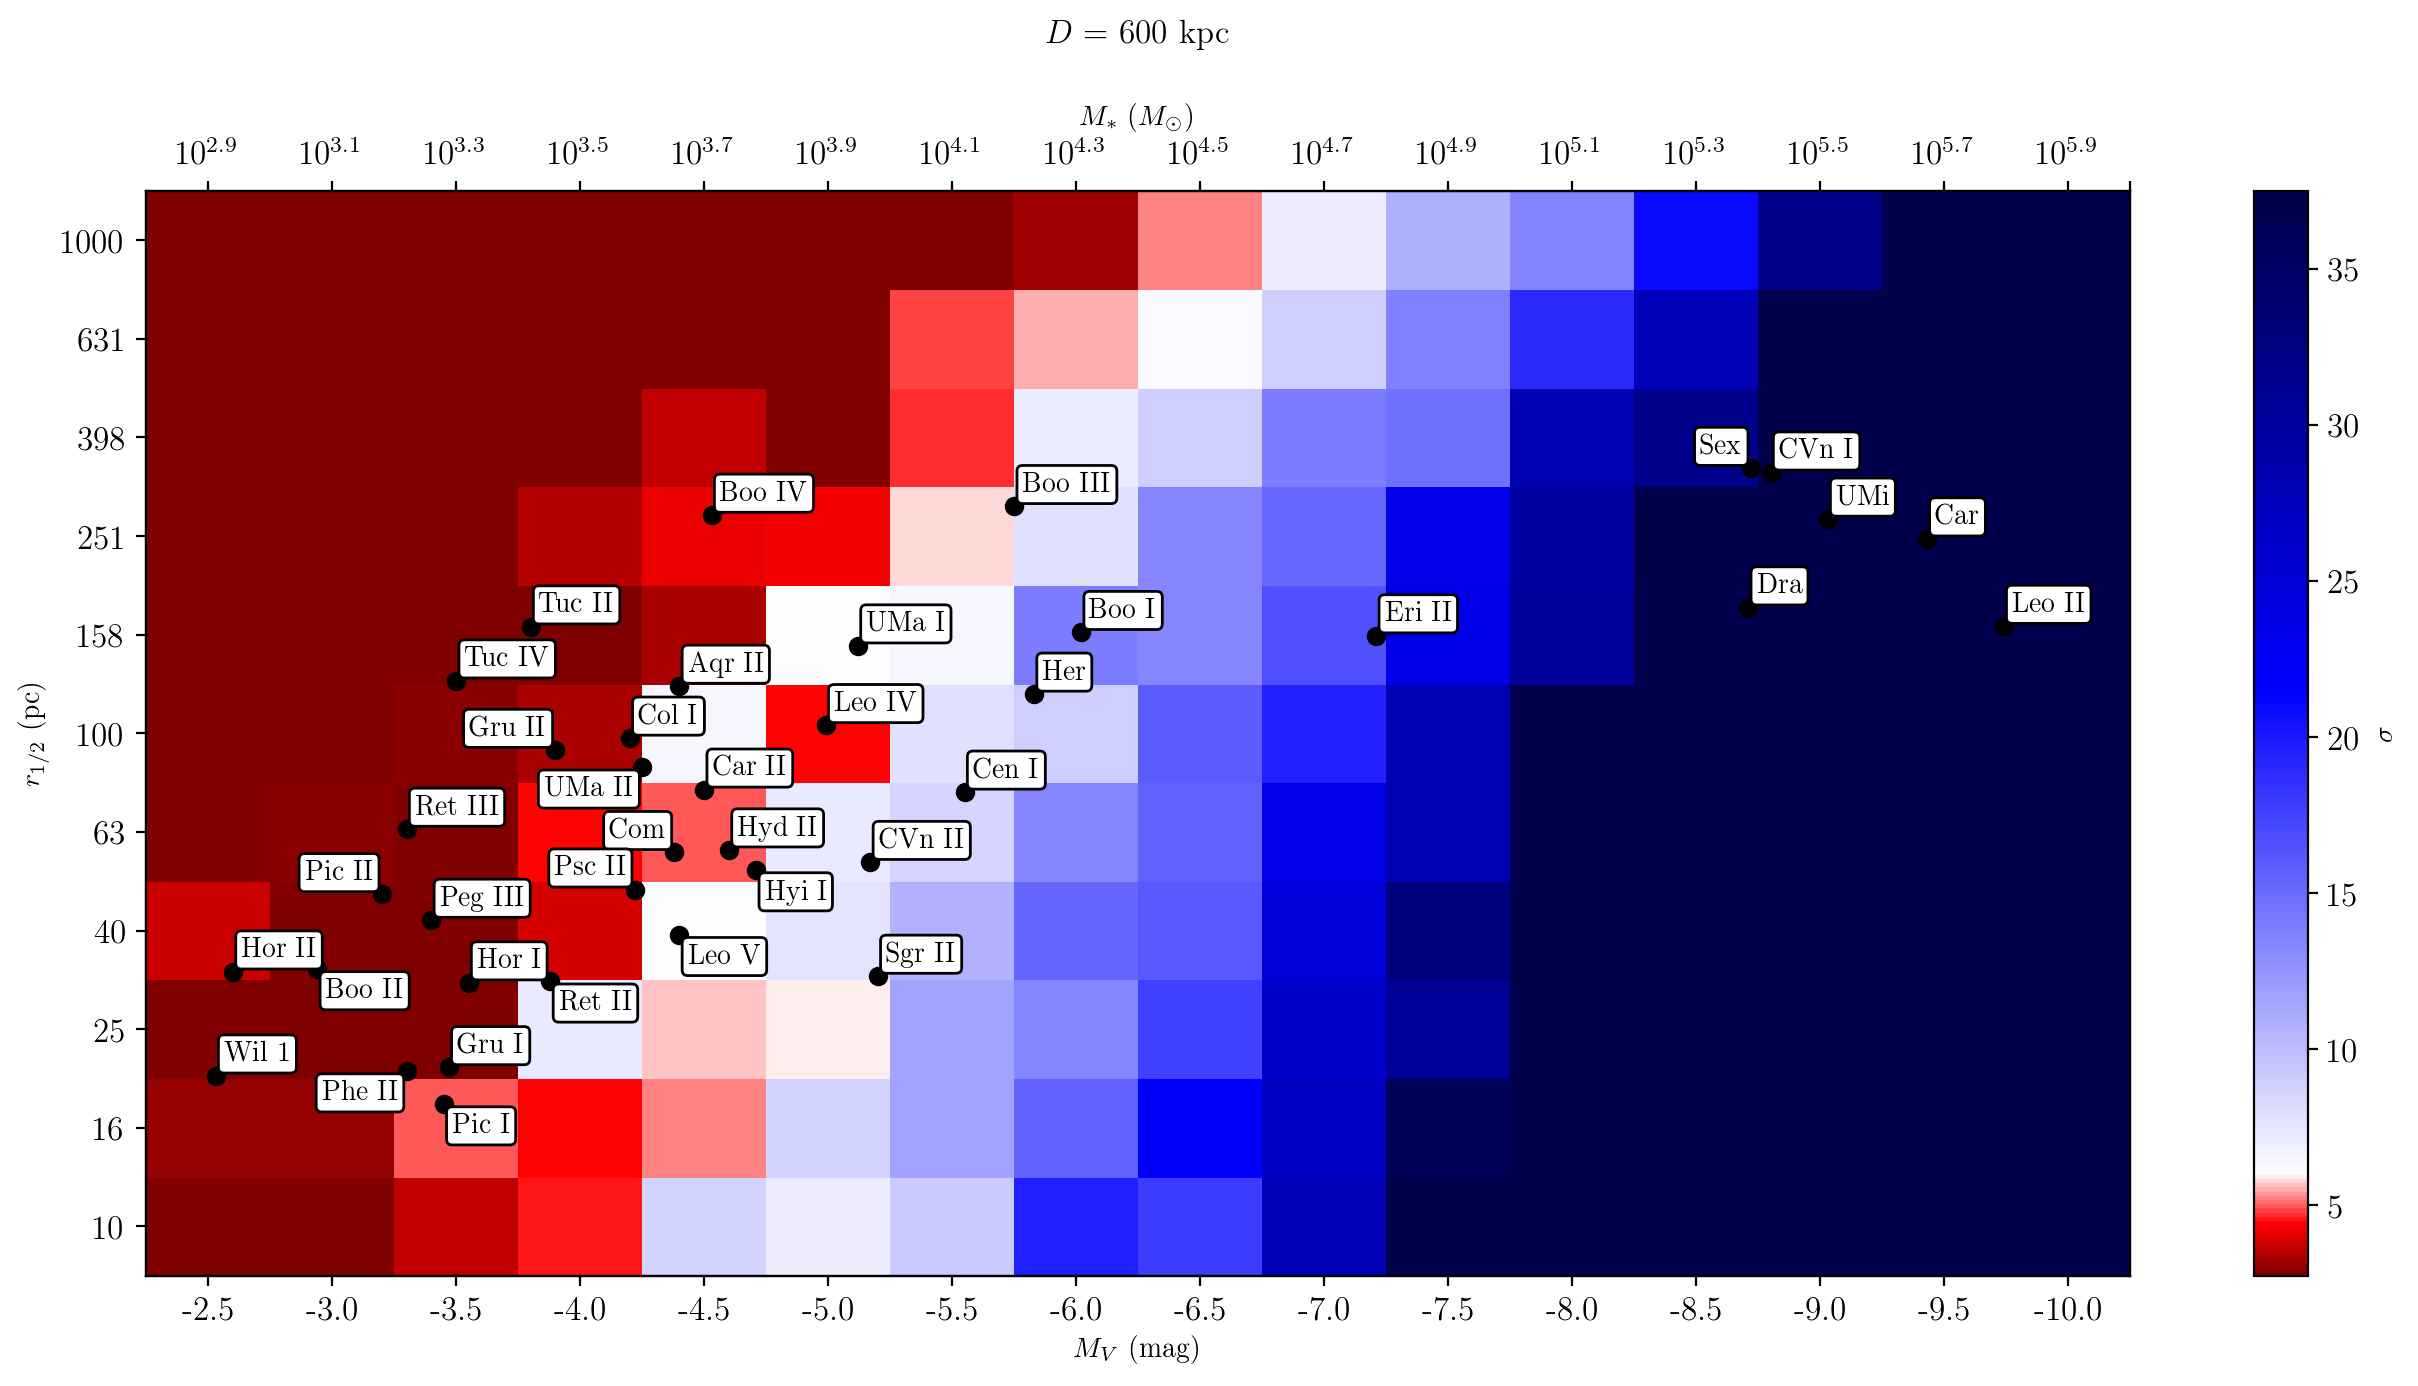 D = 600 kpc
M* (M⊙)
10^2.9 10^3.1 10^3.3 10^3.5 10^3.7 10^3.9 10^4.1 10^4.3 10^4.5 10^4.7 10^4.9 10^5.1 10^5.3 10^5.5 10^5.7 10^5.9
1000
631
398
251
158
100
63
40
25
16
10
r1/2 (pc)
Sex
CVn I
Boo IV
Boo III
UMi
Car
Dra
Tuc II
UMa I
Boo I
Eri II
Leo II
Tuc IV
Aqr II
Her
Gru II
Col I
Leo IV
UMa II
Car II
Cen I
Ret III
Com
Hyd II
CVn II
Pic II
Psc II
Peg III
Hyi I
Hor II
Hor I
Leo V
Sgr II
Boo II
Ret II
Wil 1
Gru I
Phe II
Pic I
-2.5 -3.0 -3.5 -4.0 -4.5 -5.0 -5.5 -6.0 -6.5 -7.0 -7.5 -8.0 -8.5 -9.0 -9.5 -10.0
MV (mag)
35
30
25
20
15
10
5
σ